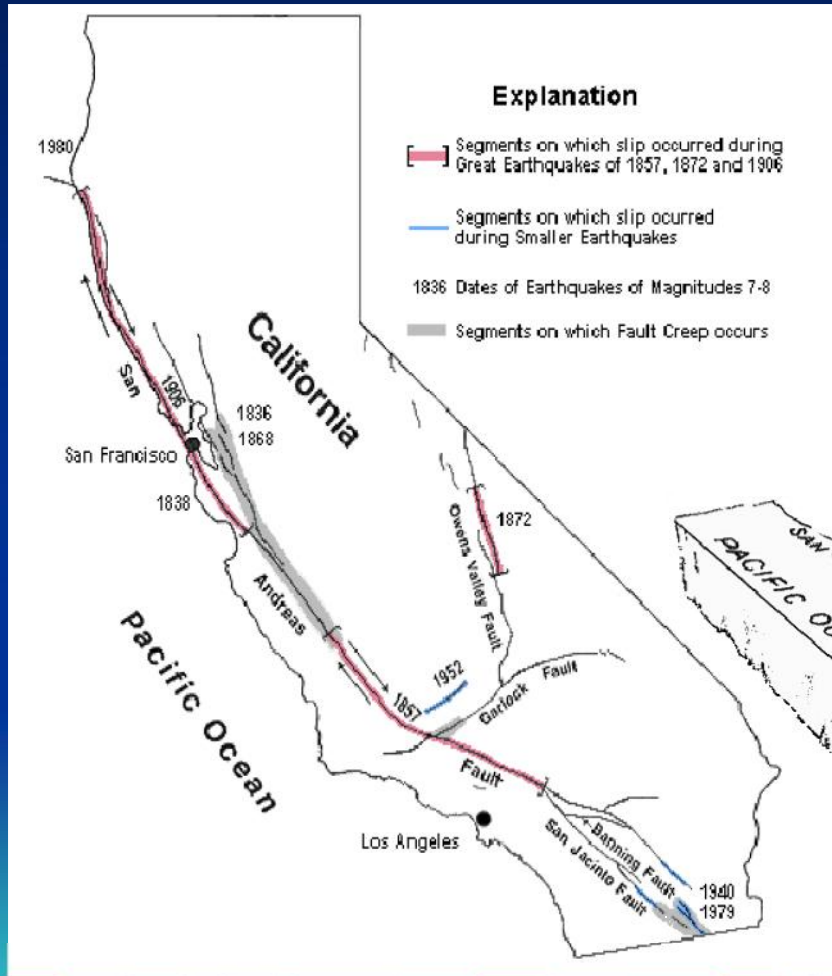 Explanation
Segments on which slip occurred during
Great Earthquakes of 1857, 1872 and 1906
Segments on which slip ocurred
during Smaller Earthquakes
1836 Dates of Earthquakes of Magnitudes 7-8
Segments on which Fault Creep occurs
1980
California
San
1906
1836
1868
San Francisco
1838
1872
Owens Valley Fault
SAN
PACIFIC OC
Andreas
Pacific Ocean
1952
1857
Garlock Fault
Fault
Los Angeles
Banning Fault
San Jacinto Fault
1940
1979